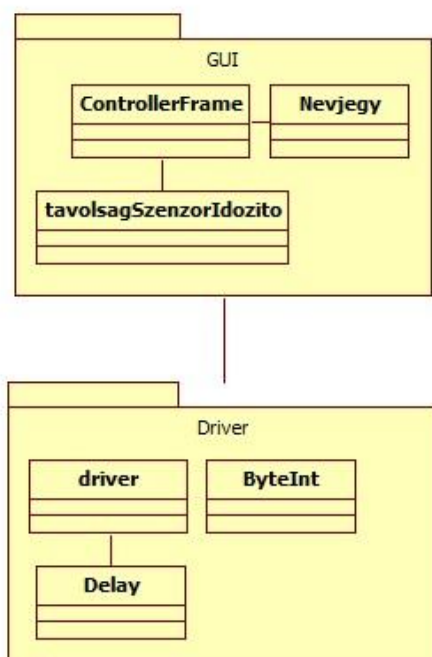 GUI
ControllerFrame
Nevjegy
tavolsagSzenzorIdozito
Driver
driver
ByteInt
Delay